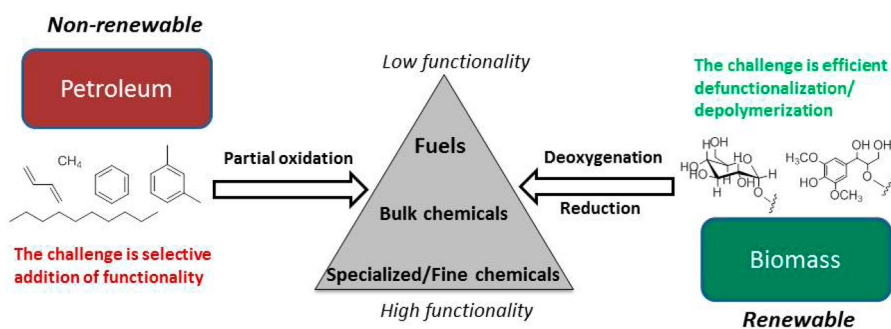 Non-renewable
Petroleum
CH4
The challenge is selective
addition of functionality
Partial oxidation
Low functionality
Fuels
Bulk chemicals
Specialized/Fine chemicals
High functionality
Deoxygenation
Reduction
The challenge is efficient
defunctionalization/
depolymerization
OH
HO
H
H
O
HO
HO
H
H
OH
H
O
OH
OH
H3CO
O
HO
OCH3
Biomass
Renewable